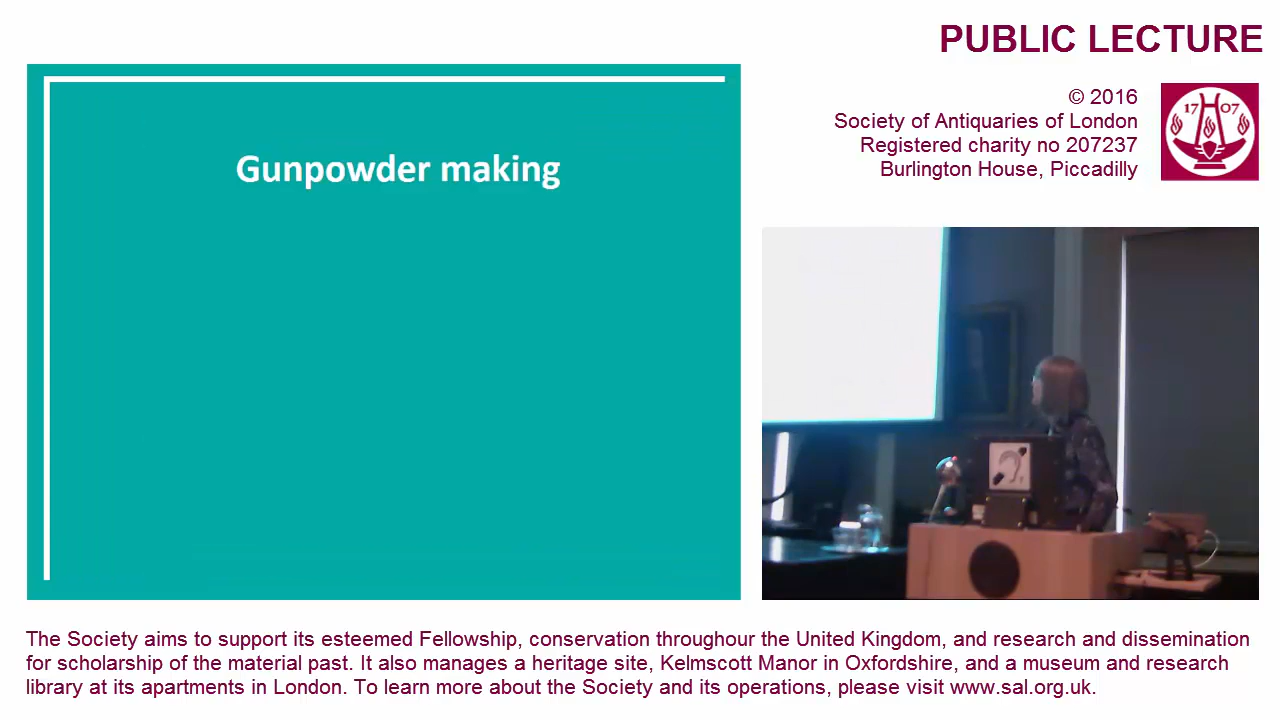 PUBLIC LECTURE
© 2016
Society of Antiquaries of London
Registered charity no 207237
Burlington House, Piccadilly
17 07
Gunpowder making
The Society aims to support its esteemed Fellowship, conservation throughour the United Kingdom, and research and dissemination
for scholarship of the material past. It also manages a heritage site, Kelmscott Manor in Oxfordshire, and a museum and research
library at its apartments in London. To learn more about the Society and its operations, please visit www.sal.org.uk.